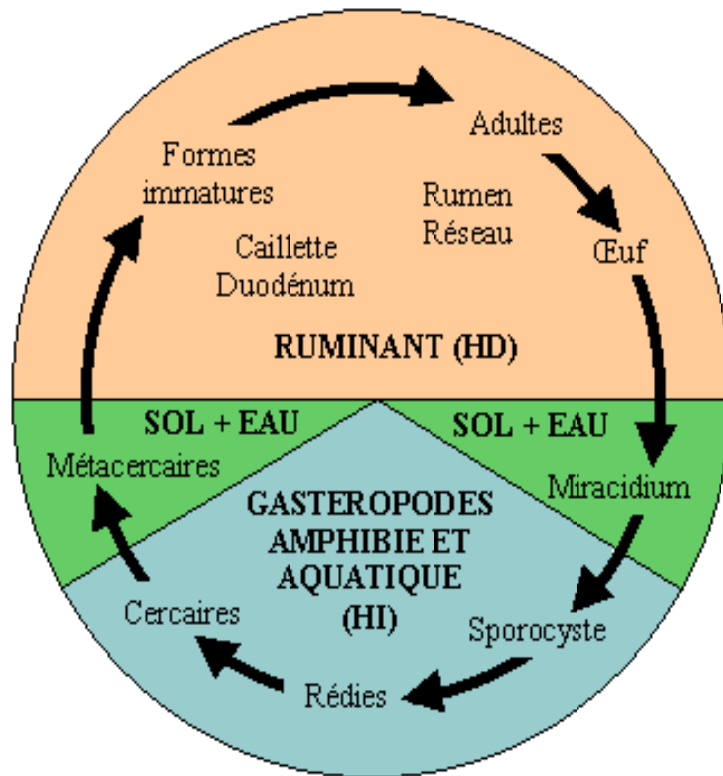 Adultes
Formes
immatures
Rumen
Réseau
Caillette
Duodénum
Œuf
RUMINANT (HD)
SOL + EAU
SOL + EAU
Métacercaires
Miracidium
GASTEROPODES
AMPHIBIE ET
AQUATIQUE
(HI)
Cercaires
Sporocyste
Rédies